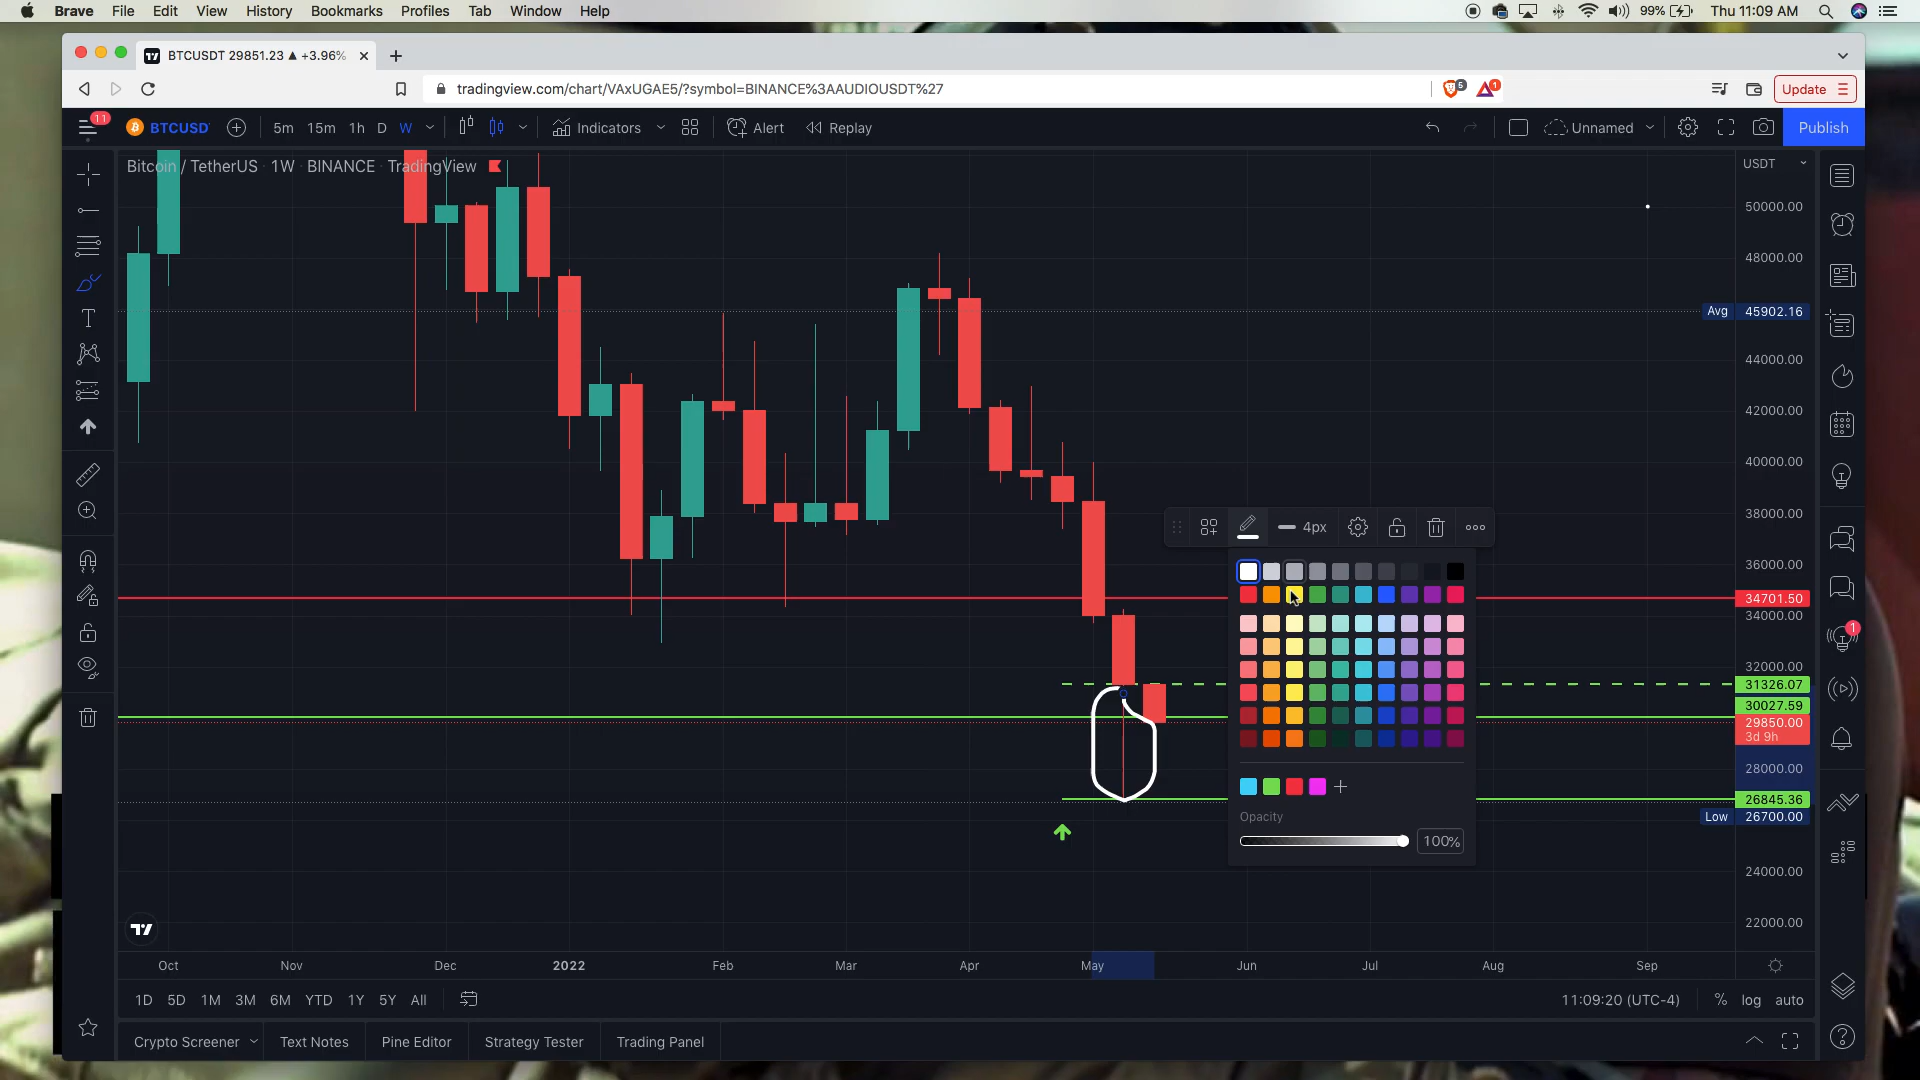 Brave File Edit View History Bookmarks Profiles Tab Window Help 99% Thu 11:09 AM
BTCUSDT 29851.23 ▲ +3.96%
tradingview.com/chart/VAxUGAE5/?symbol=BINANCE%3AAUDIOUSDT%27 5 1 Update
11 BTCUSD 5m 15m 1h D W Indicators Alert Replay Unnamed Publish
Bitcoin / TetherUS · 1W · BINANCE · TradingView USDT
50000.00
48000.00
Avg 45902.16
44000.00
42000.00
40000.00
38000.00
4px
36000.00
34701.50
34000.00
1
32000.00
31326.07
30027.59
29850.00
3d 9h
28000.00
26845.36
Low 26700.00
Opacity
100%
24000.00
22000.00
Oct Nov Dec 2022 Feb Mar Apr May Jun Jul Aug Sep
1D 5D 1M 3M 6M YTD 1Y 5Y All 11:09:20 (UTC-4) % log auto
Crypto Screener Text Notes Pine Editor Strategy Tester Trading Panel